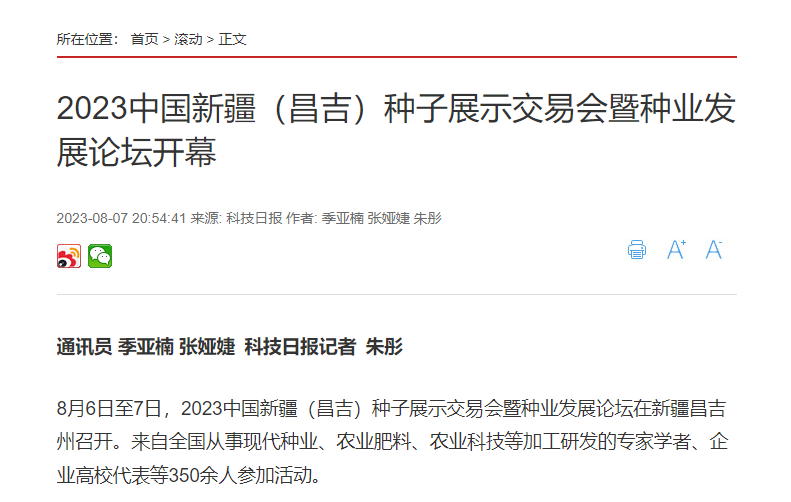 所在位置： 首页 > 滚动 > 正文
2023中国新疆（昌吉）种子展示交易会暨种业发
展论坛开幕
2023-08-07 20:54:41 来源: 科技日报 作者: 季亚楠 张娅婕 朱彤
A+ A-
通讯员 季亚楠 张娅婕 科技日报记者 朱彤
8月6日至7日，2023中国新疆（昌吉）种子展示交易会暨种业发展论坛在新疆昌吉
州召开。来自全国从事现代种业、农业肥料、农业科技等加工研发的专家学者、企
业高校代表等350余人参加活动。